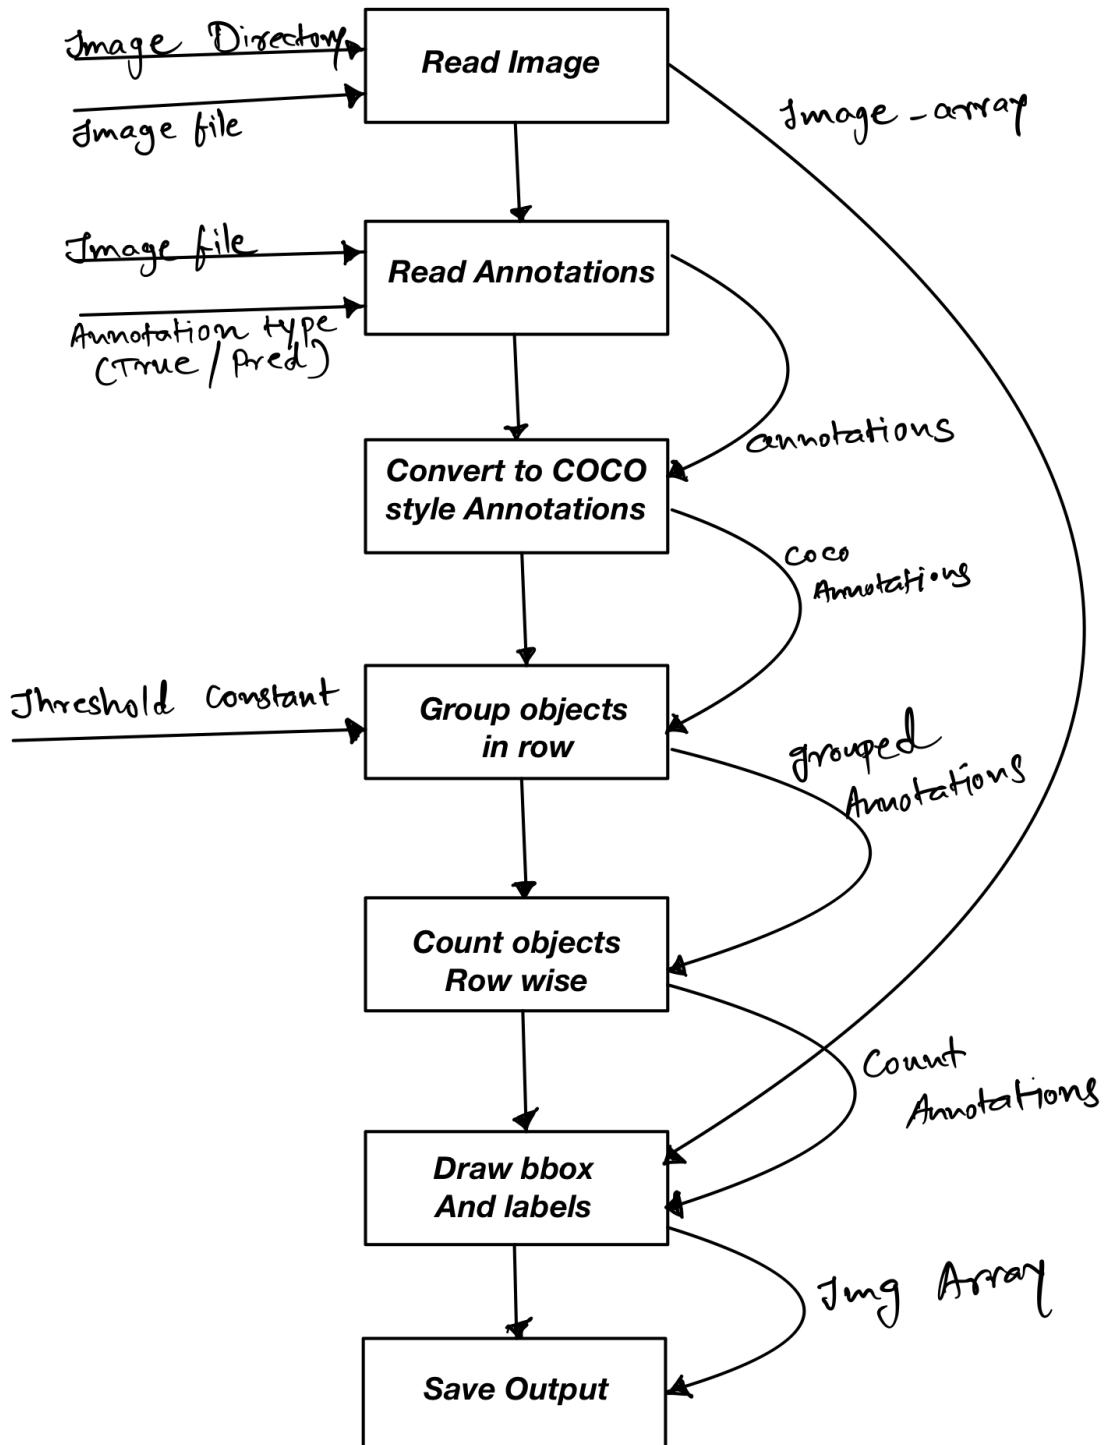 Image Directory
Read Image
Image file
Image_array
Image file
Read Annotations
Annotation type
(True / Pred)
annotations
Convert to COCO
style Annotations
Coco
Annotations
Threshold Constant
Group objects
in row
grouped
Annotations
Count objects
Row wise
Count
Annotations
Draw bbox
And labels
Img Array
Save Output